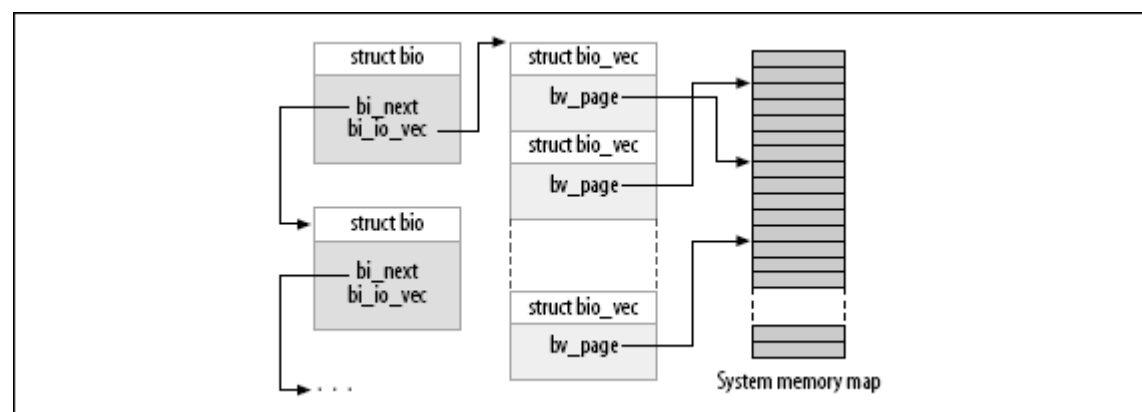 struct bio
bi_next
bi_io_vec
struct bio
bi_next
bi_io_vec
. . .
struct bio_vec
bv_page
struct bio_vec
bv_page
struct bio_vec
bv_page
System memory map